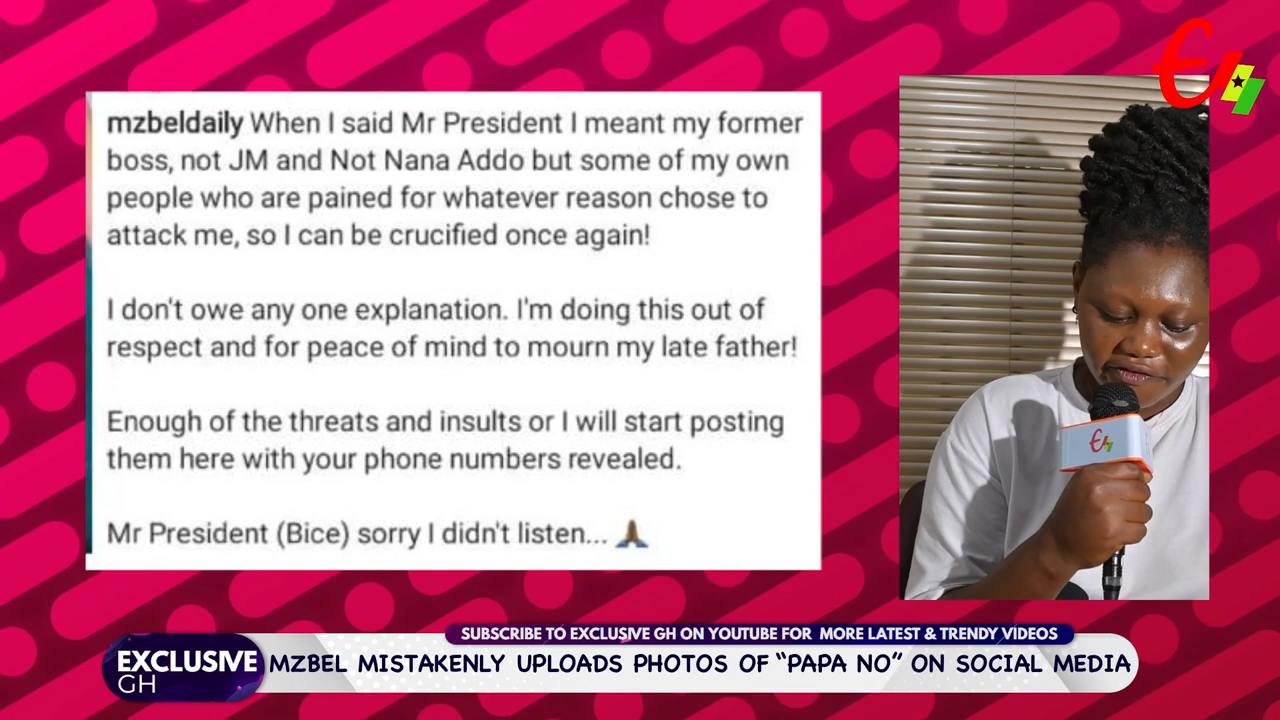 mzbeldaily When I said Mr President I meant my former
boss, not JM and Not Nana Addo but some of my own
people who are pained for whatever reason chose to
attack me, so I can be crucified once again!
I don't owe any one explanation. I'm doing this out of
respect and for peace of mind to mourn my late father!
Enough of the threats and insults or I will start posting
them here with your phone numbers revealed.
Mr President (Bice) sorry I didn't listen... 🙏🏾
SUBSCRIBE TO EXCLUSIVE GH ON YOUTUBE FOR MORE LATEST & TRENDY VIDEOS
EXCLUSIVE
GH
MZBEL MISTAKENLY UPLOADS PHOTOS OF “PAPA NO” ON SOCIAL MEDIA